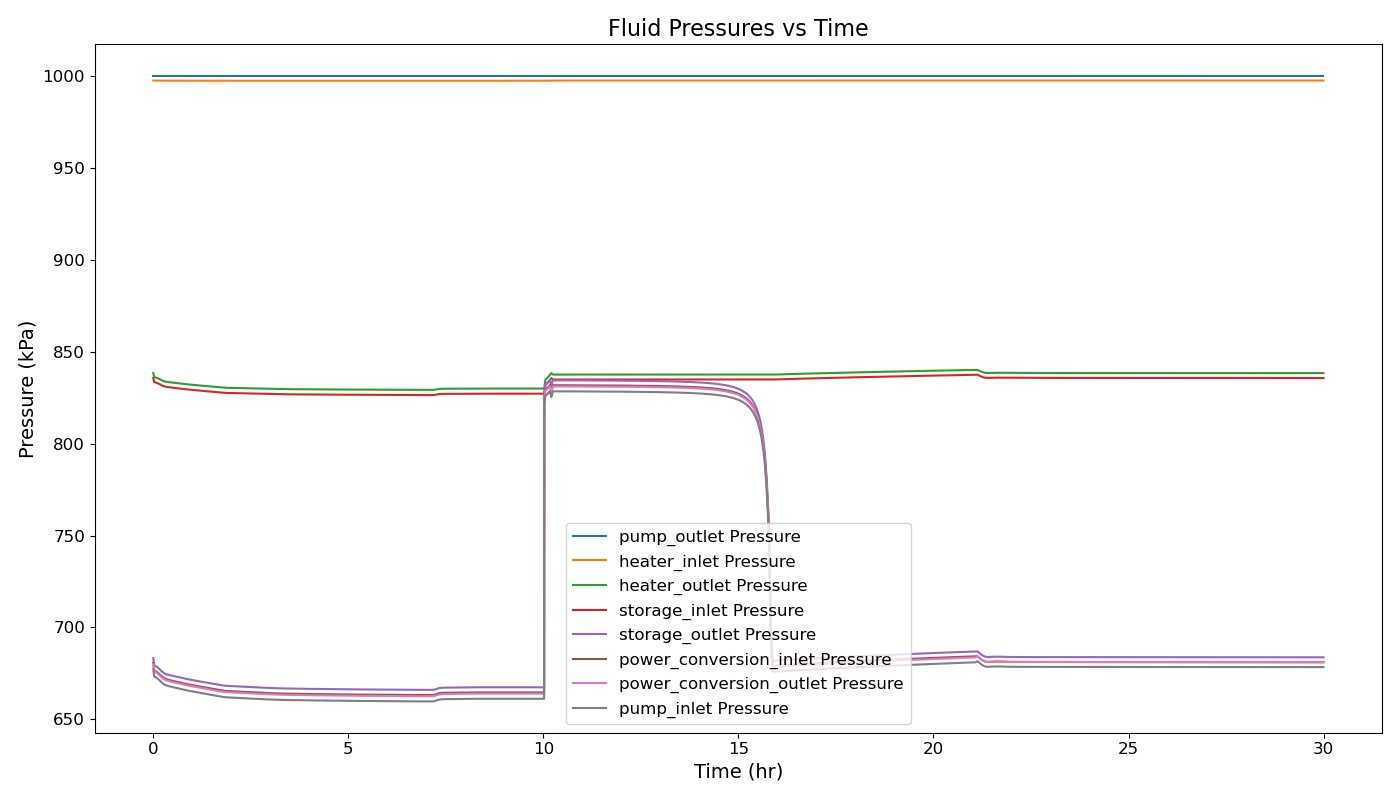 Fluid Pressures vs Time
Pressure (kPa)
1000
950
900
850
800
750
700
650
pump_outlet Pressure
heater_inlet Pressure
heater_outlet Pressure
storage_inlet Pressure
storage_outlet Pressure
power_conversion_inlet Pressure
power_conversion_outlet Pressure
pump_inlet Pressure
0 5 10 15 20 25 30
Time (hr)